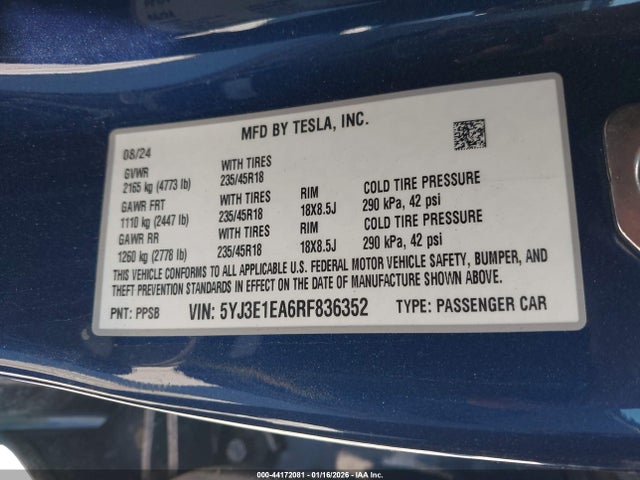 MFD BY TESLA, INC.
08/24
GVWR WITH TIRES
2165 kg (4773 lb) 235/45R18
GAWR FRT WITH TIRES RIM COLD TIRE PRESSURE
1110 kg (2447 lb) 235/45R18 18X8.5J 290 kPa, 42 psi
GAWR RR WITH TIRES RIM COLD TIRE PRESSURE
1260 kg (2778 lb) 235/45R18 18X8.5J 290 kPa, 42 psi
THIS VEHICLE CONFORMS TO ALL APPLICABLE U.S. FEDERAL MOTOR VEHICLE SAFETY, BUMPER, AND
THEFT PREVENTION STANDARDS IN EFFECT ON THE DATE OF MANUFACTURE SHOWN ABOVE.
PNT: PPSB VIN: 5YJ3E1EA6RF836352 TYPE: PASSENGER CAR
000-44172081 - 01/16/2026 - IAA Inc.